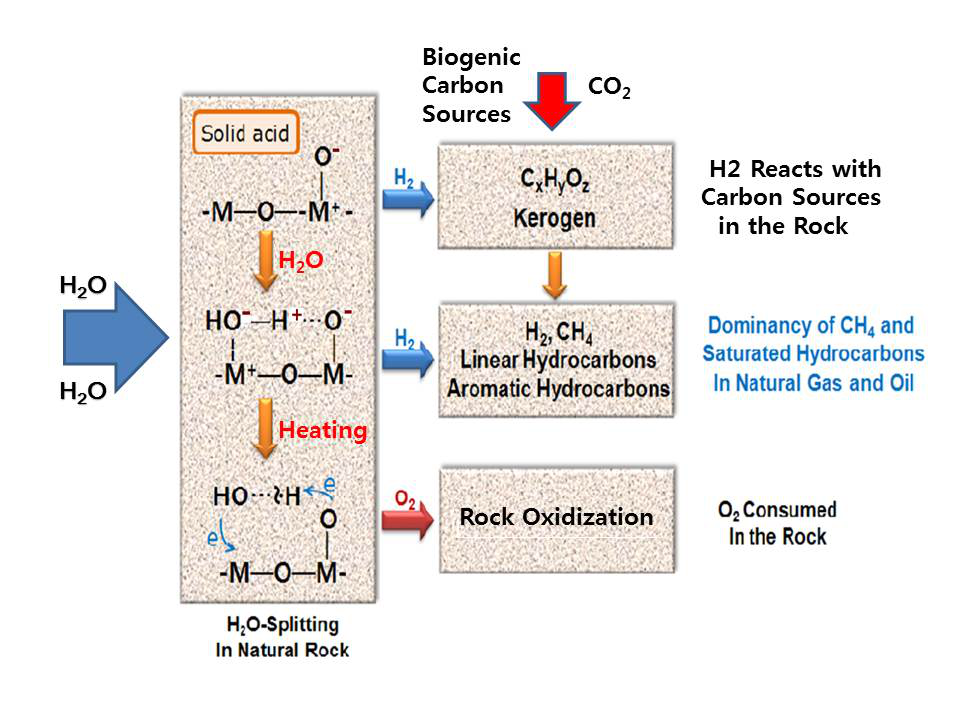 Biogenic
Carbon
Sources
CO₂
Solid acid
O⁻
-M—O—-M⁺-
H₂
CxHyOz
Kerogen
H2 Reacts with
Carbon Sources
in the Rock
H₂O
H₂O
H₂O
HO⁻—H⁺···O⁻
-M⁺—O—M-
H₂
H₂, CH₄
Linear Hydrocarbons
Aromatic Hydrocarbons
Dominancy of CH₄ and
Saturated Hydrocarbons
In Natural Gas and Oil
Heating
HO···~H
e
O
e
-M—O—M-
O₂
Rock Oxidization
O₂ Consumed
In the Rock
H₂O-Splitting
In Natural Rock